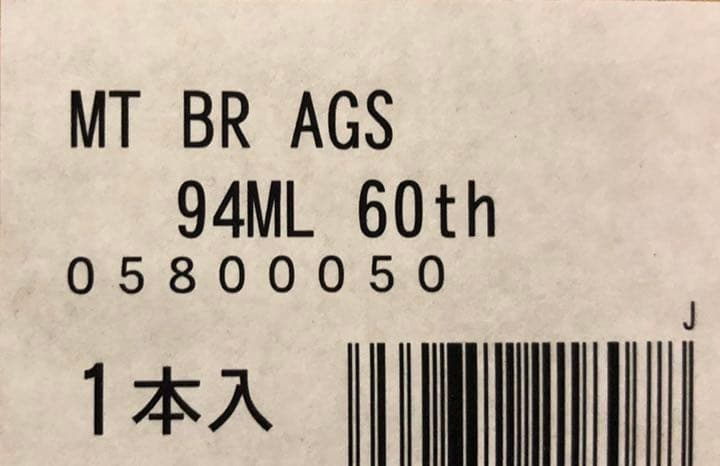 MT BR AGS
94ML 60th
05800050
J
1本入